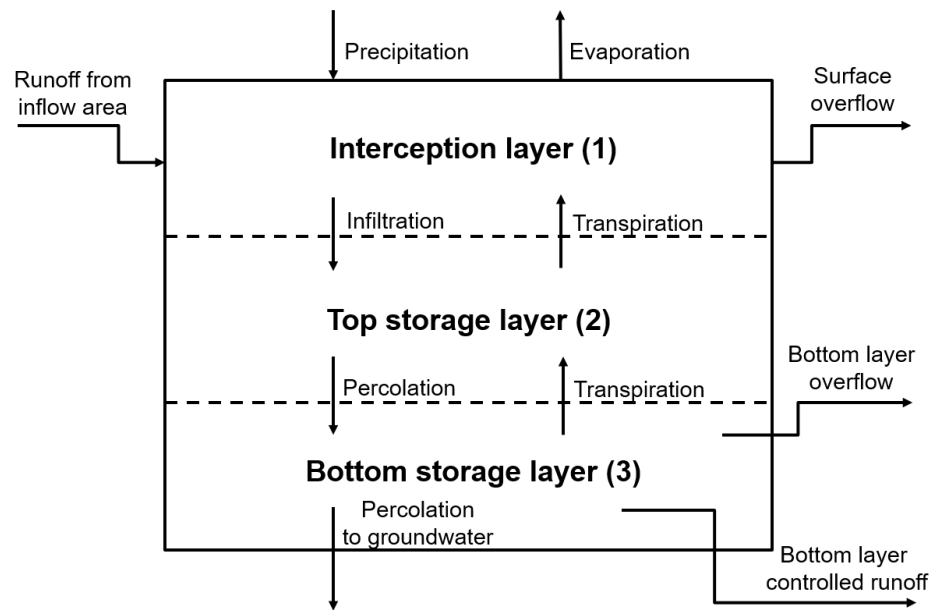 Precipitation
Evaporation
Runoff from
inflow area
Surface
overflow
Interception layer (1)
Infiltration
Transpiration
Top storage layer (2)
Bottom layer
overflow
Percolation
Transpiration
Bottom storage layer (3)
Percolation
to groundwater
Bottom layer
controlled runoff